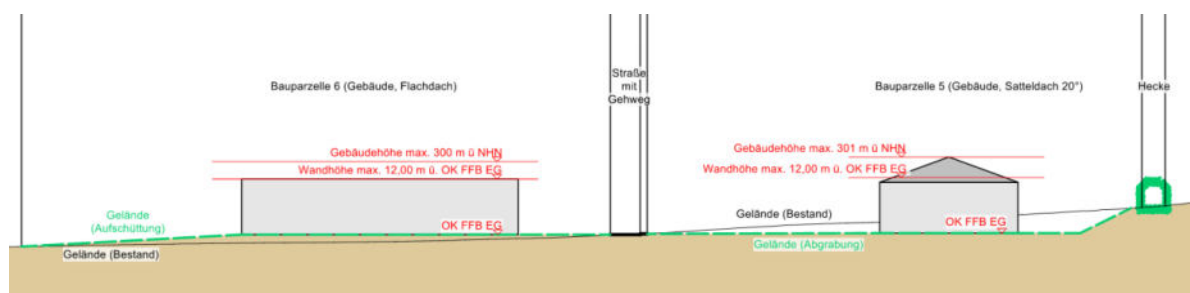 Bauparzelle 6 (Gebäude, Flachdach)
Straße
mit
Gehweg
Bauparzelle 5 (Gebäude, Satteldach 20°)
Hecke
Gebäudehöhe max. 300 m ü NHN
Wandhöhe max. 12,00 m ü. OK FFB EG
Gebäudehöhe max. 301 m ü NHN
Wandhöhe max. 12,00 m ü. OK FFB EG
Gelände
(Aufschüttung)
Gelände (Bestand)
OK FFB EG
Gelände (Bestand)
OK FFB EG
Gelände (Abgrabung)